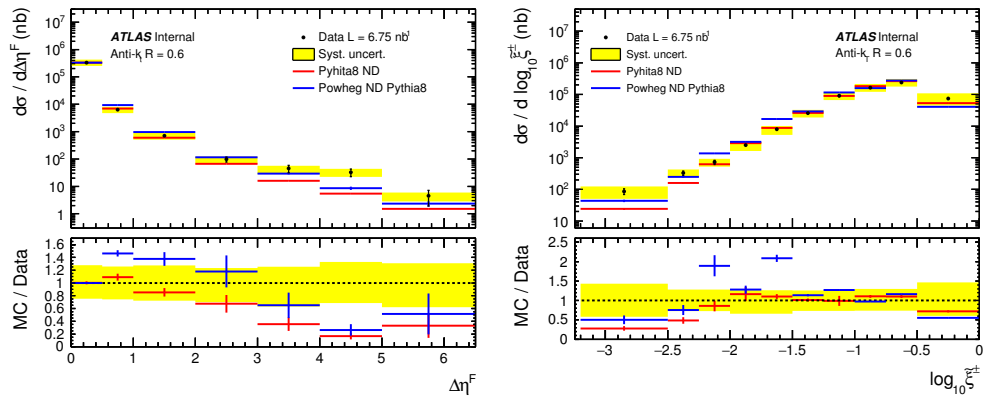 dσ / dΔη^F (nb)
10^7
10^6
10^5
10^4
10^3
10^2
10
1
ATLAS Internal
Anti-k_t R = 0.6
Data L = 6.75 nb^1
Syst. uncert.
Pyhita8 ND
Powheg ND Pythia8
MC / Data
1.6
1.4
1.2
1
0.8
0.6
0.4
0.2
0
0 1 2 3 4 5 6
Δη^F
dσ / d log_10 ξ̃^± (nb)
10^7
10^6
10^5
10^4
10^3
10^2
10
1
Data L = 6.75 nb^1
Syst. uncert.
Pyhita8 ND
Powheg ND Pythia8
ATLAS Internal
Anti-k_T R = 0.6
MC / Data
2.5
2
1.5
1
0.5
0
−3 −2.5 −2 −1.5 −1 −0.5 0
log_10 ξ̃^±